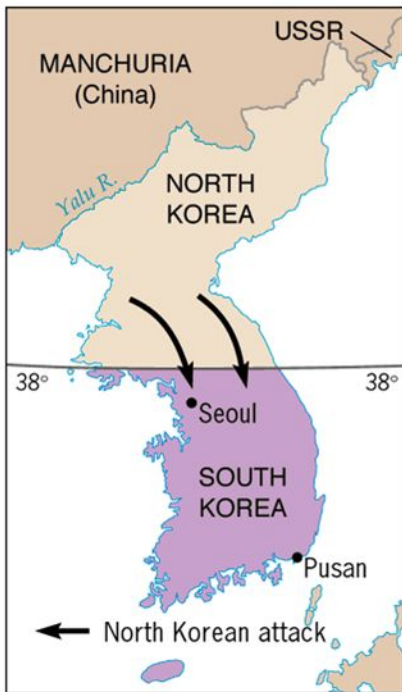 USSR
MANCHURIA
(China)
Yalu R.
NORTH
KOREA
38°
38°
Seoul
SOUTH
KOREA
Pusan
North Korean attack